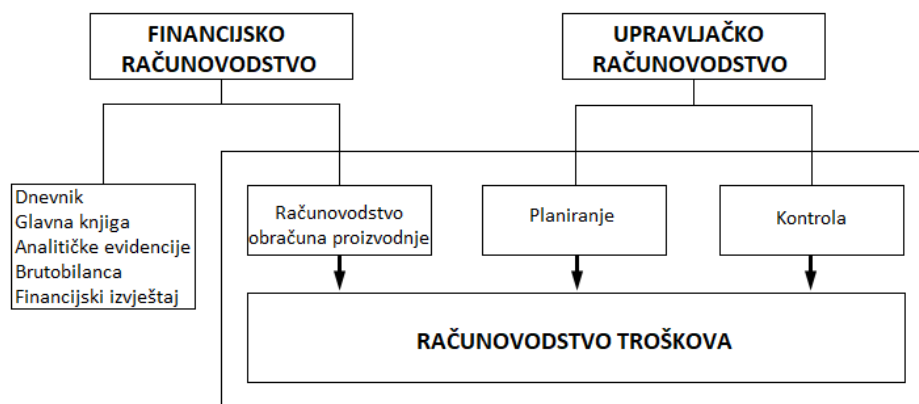 FINANCIJSKO
RAČUNOVODSTVO
UPRAVLJAČKO
RAČUNOVODSTVO
Dnevnik
Glavna knjiga
Analitičke evidencije
Brutobilanca
Financijski izvještaj
Računovodstvo
obračuna proizvodnje
Planiranje
Kontrola
RAČUNOVODSTVO TROŠKOVA